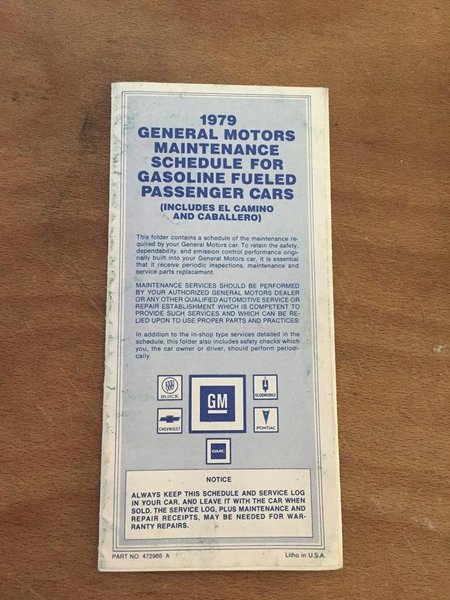 1979
GENERAL MOTORS
MAINTENANCE
SCHEDULE FOR
GASOLINE FUELED
PASSENGER CARS
(INCLUDES EL CAMINO
AND CABALLERO)
This folder contains a schedule of the maintenance re-
quired by your General Motors car. To retain the safety,
dependability, and emission control performance origi-
nally built into your General Motors car, it is essential
that it receive periodic inspections, maintenance and
service parts replacement.
MAINTENANCE SERVICES SHOULD BE PERFORMED
BY YOUR AUTHORIZED GENERAL MOTORS DEALER
OR ANY OTHER QUALIFIED AUTOMOTIVE SERVICE OR
REPAIR ESTABLISHMENT WHICH IS COMPETENT TO
PROVIDE SUCH SERVICES AND WHICH CAN BE RE-
LIED UPON TO USE PROPER PARTS AND PRACTICES.
In addition to the in-shop type services detailed in the
schedule, this folder also includes safety checks which
you, the car owner or driver, should perform periodi-
cally.
BUICK
GM
OLDSMOBILE
CHEVROLET
PONTIAC
GMC
NOTICE
ALWAYS KEEP THIS SCHEDULE AND SERVICE LOG
IN YOUR CAR, AND LEAVE IT WITH THE CAR WHEN
SOLD. THE SERVICE LOG, PLUS MAINTENANCE AND
REPAIR RECEIPTS, MAY BE NEEDED FOR WAR-
RANTY REPAIRS.
PART NO. 472986 A
Litho in U.S.A.